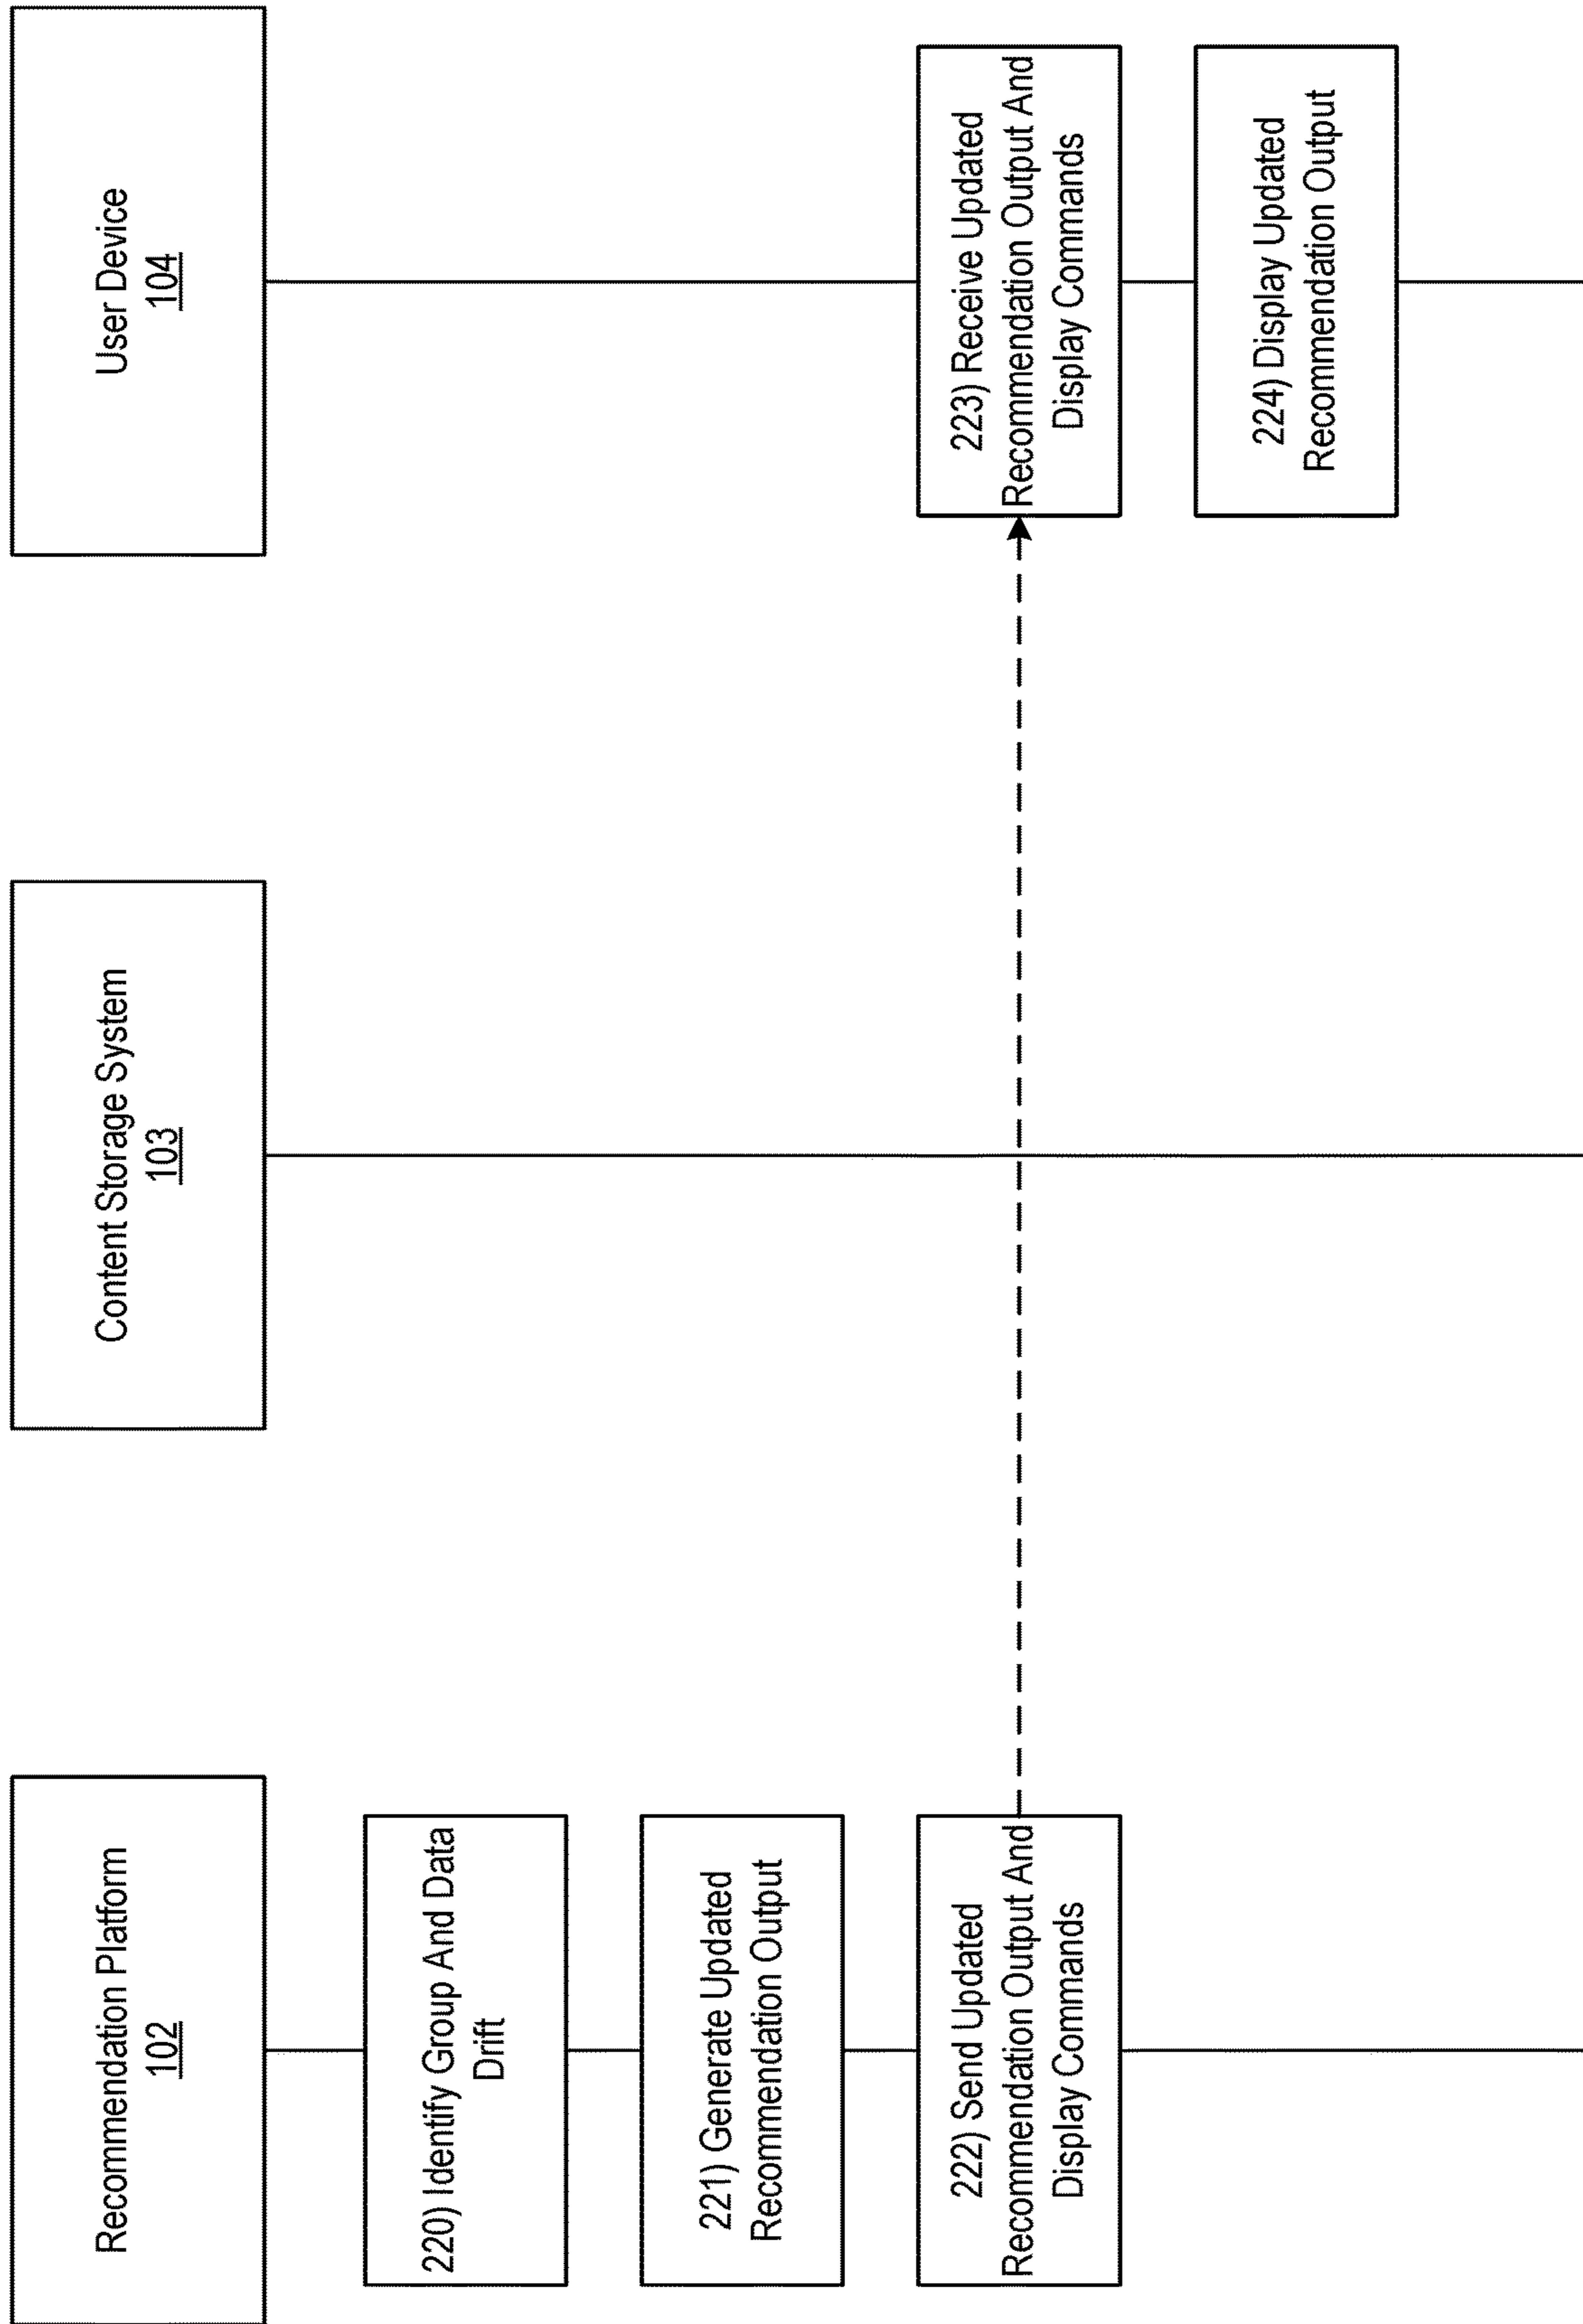 Recommendation Platform
102
Content Storage System
103
User Device
104
220) Identify Group And Data
Drift
221) Generate Updated
Recommendation Output
222) Send Updated
Recommendation Output And
Display Commands
223) Receive Updated
Recommendation Output And
Display Commands
224) Display Updated
Recommendation Output